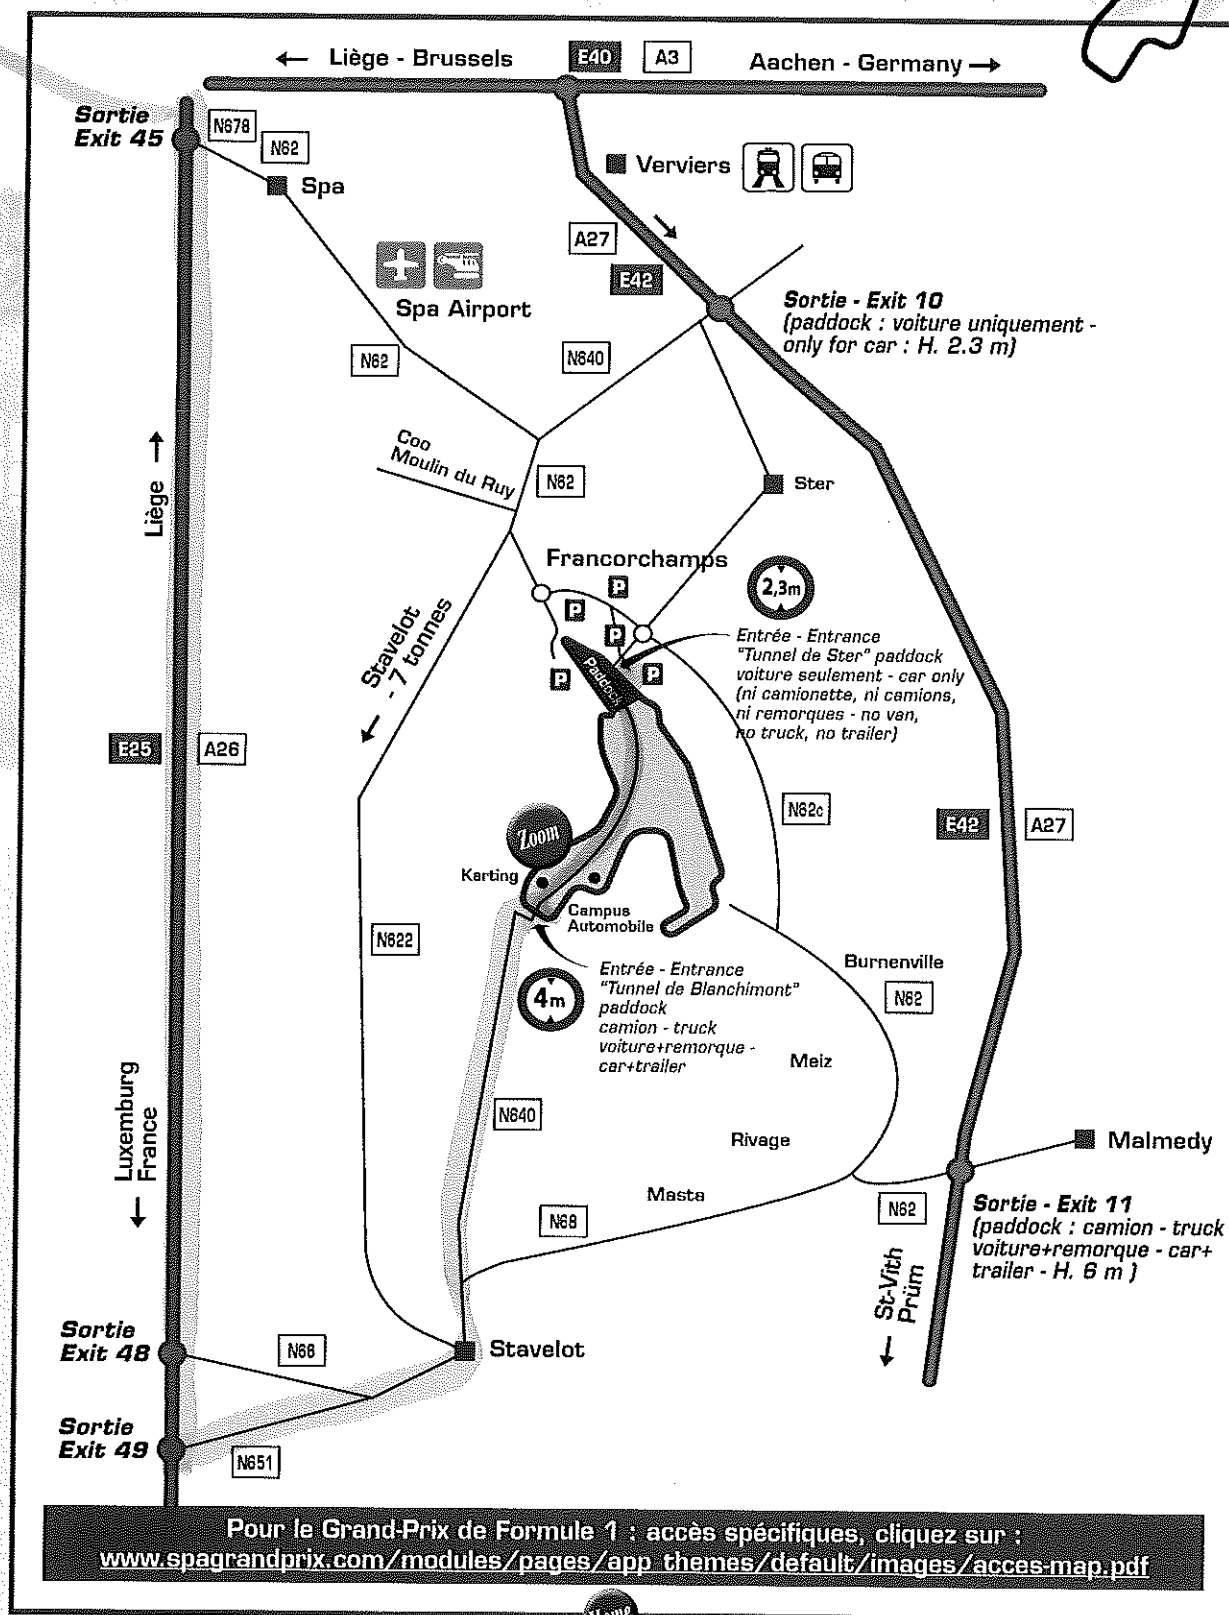 ← Liège - Brussels
E40
A3
Aachen - Germany →
Sortie
Exit 45
N678
N62
Spa
Verviers
A27
E42
Spa Airport
Sortie - Exit 10
(paddock : voiture uniquement -
only for car : H. 2.3 m)
N62
N640
Coo
Moulin du Ruy
N62
Ster
Liège →
Francorchamps
P
P
P
P
P
2,3m
Stavelot
- 7 tonnes
Paddock
Entrée - Entrance
"Tunnel de Ster" paddock
voiture seulement - car only
(ni camionette, ni camions,
ni remorques - no van,
no truck, no trailer)
E25
A26
N62c
E42
A27
Zoom
Karting
Campus
Automobile
N622
Burnenville
N62
Entrée - Entrance
"Tunnel de Blanchimont"
paddock
camion - truck
voiture+remorque -
car+trailer
4m
Meiz
Luxemburg
France
N640
Rivage
Malmedy
Masta
N68
N62
Sortie - Exit 11
(paddock : camion - truck
voiture+remorque - car+
trailer - H. 6 m )
St-Vith
Prüm
Sortie
Exit 48
N68
Stavelot
Sortie
Exit 49
N651
Pour le Grand-Prix de Formule 1 : accès spécifiques, cliquez sur :
www.spagrandprix.com/modules/pages/app_themes/default/images/acces-map.pdf